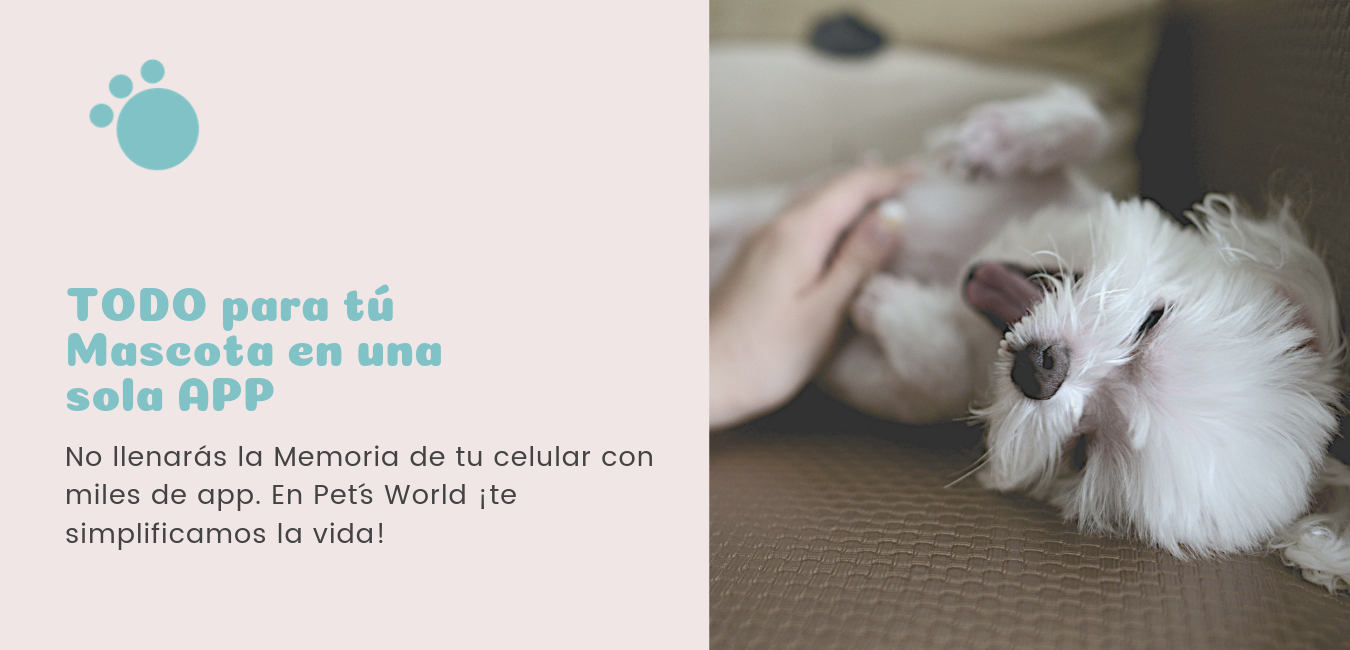 TODO para tú
Mascota en una
sola APP
No llenarás la Memoria de tu celular con
miles de app. En Pet´s World ¡te
simplificamos la vida!